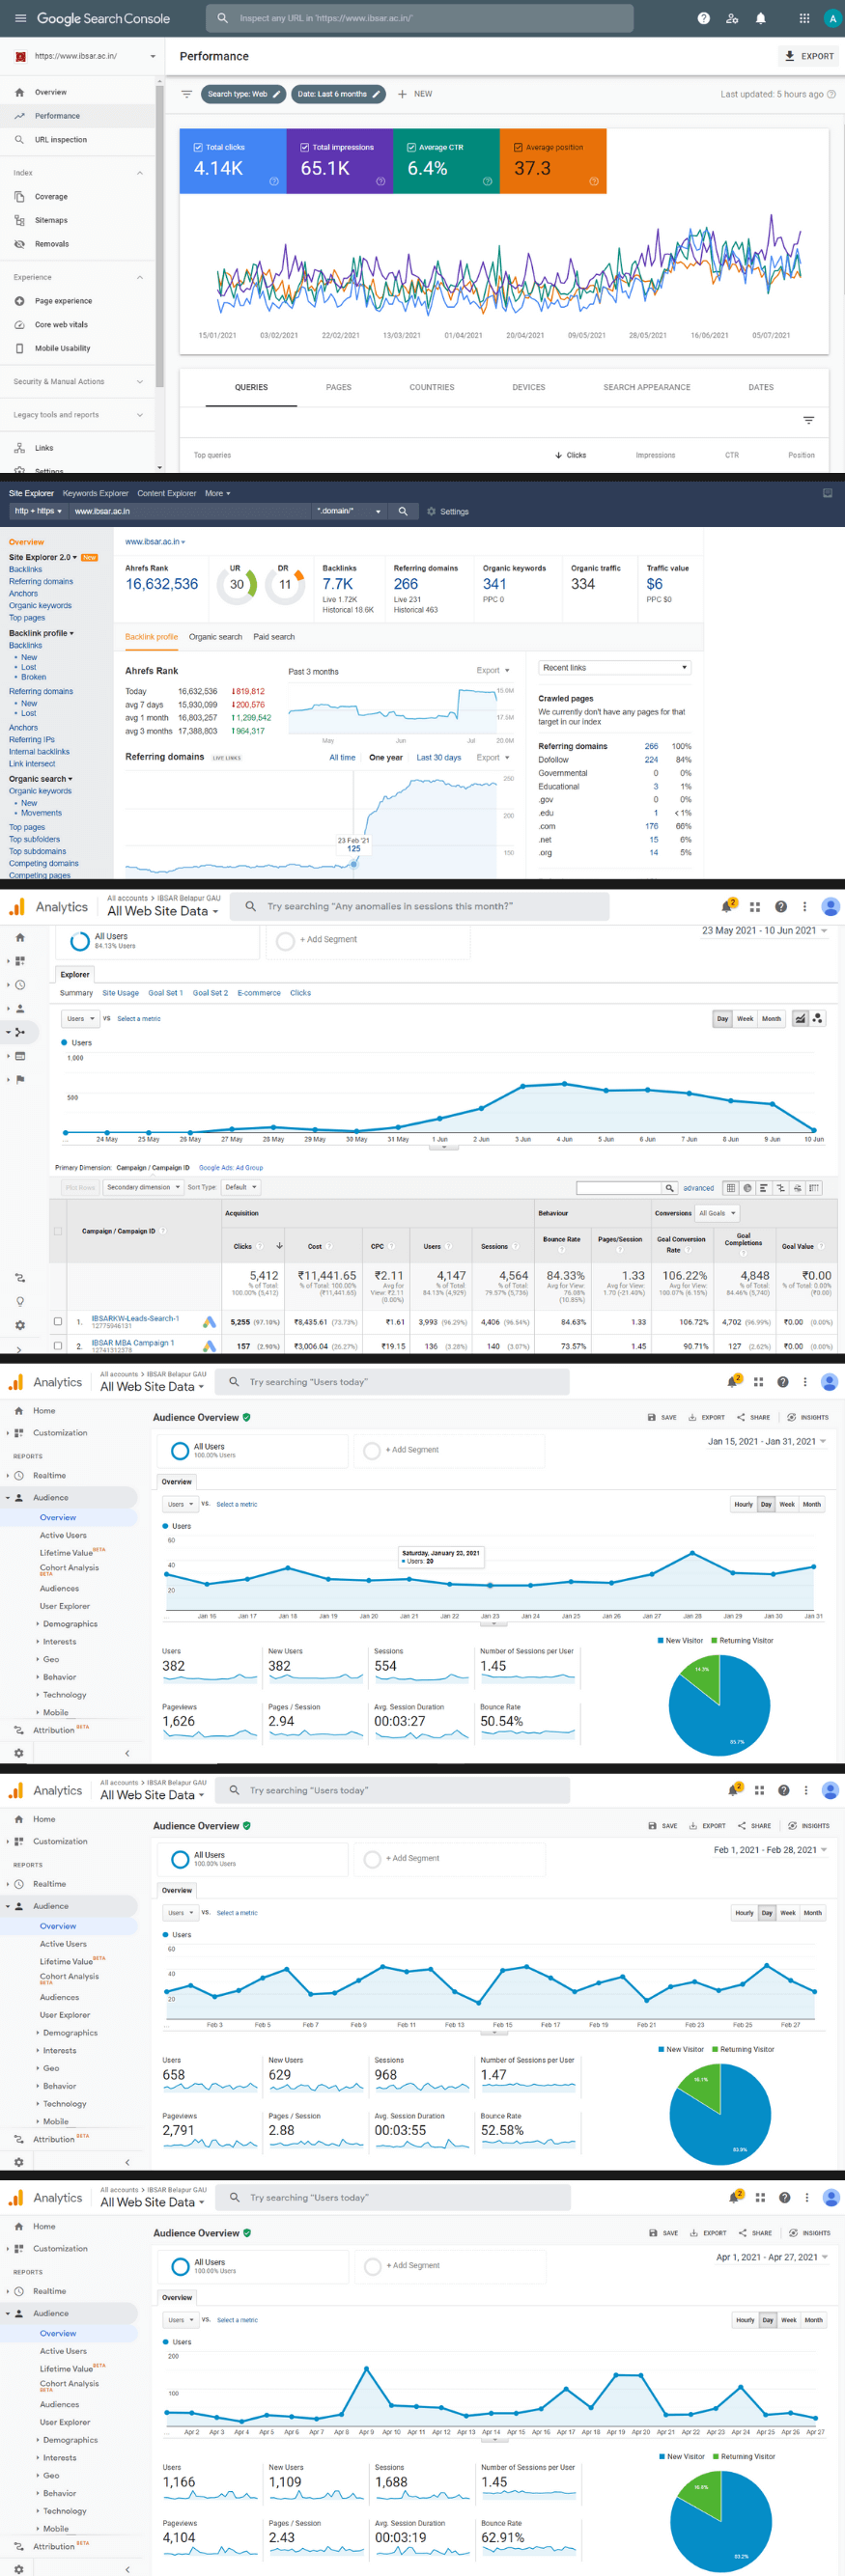 Google Search Console
Inspect any URL in 'https://www.ibsar.ac.in/'
A
https://www.ibsar.ac.in/
Performance
EXPORT
Overview
Performance
URL inspection
Index
Coverage
Sitemaps
Removals
Experience
Page experience
Core web vitals
Mobile Usability
Security & Manual Actions
Legacy tools and reports
Links
Settings
Search type: Web
Date: Last 6 months
NEW
Last updated: 5 hours ago
Total clicks
4.14K
Total impressions
65.1K
Average CTR
6.4%
Average position
37.3
15/01/2021 03/02/2021 22/02/2021 13/03/2021 01/04/2021 20/04/2021 09/05/2021 28/05/2021 16/06/2021 05/07/2021
QUERIES PAGES COUNTRIES DEVICES SEARCH APPEARANCE DATES
Top queries Clicks Impressions CTR Position
Site Explorer Keywords Explorer Content Explorer More
http + https www.ibsar.ac.in *.domain/* Settings
Overview
Site Explorer 2.0 New
Backlinks
Referring domains
Anchors
Organic keywords
Top pages
Backlink profile
Backlinks
New
Lost
Broken
Referring domains
New
Lost
Anchors
Referring IPs
Internal backlinks
Link intersect
Organic search
Organic keywords
New
Movements
Top pages
Top subfolders
Top subdomains
Competing domains
Competing pages
www.ibsar.ac.in
Ahrefs Rank
16,632,536
UR
30
DR
11
Backlinks
7.7K
Live 1.72K
Historical 18.6K
Referring domains
266
Live 231
Historical 463
Organic keywords
341
PPC 0
Organic traffic
334
Traffic value
$6
PPC $0
Backlink profile Organic search Paid search
Ahrefs Rank
Past 3 months
Export
Today 16,632,536 819,812
avg 7 days 15,930,099 200,576
avg 1 month 16,803,257 1,299,542
avg 3 months 17,388,803 964,317
15.0M
17.5M
20.0M
May Jun Jul
Referring domains LIVE LINKS All time One year Last 30 days Export
250
200
150
23 Feb '21
125
Recent links
Crawled pages
We currently don't have any pages for that
target in our index
Referring domains 266 100%
Dofollow 224 84%
Governmental 0 0%
Educational 3 1%
.gov 0 0%
.edu 1 <1%
.com 176 66%
.net 15 6%
.org 14 5%
Analytics
All accounts > IBSAR Belapur GAU
All Web Site Data
Try searching "Any anomalies in sessions this month?"
2
All Users
84.13% Users
+ Add Segment
23 May 2021 - 10 Jun 2021
Explorer
Summary Site Usage Goal Set 1 Goal Set 2 E-commerce Clicks
Users VS Select a metric
Day Week Month
Users
1,000
500
... 24 May 25 May 26 May 27 May 28 May 29 May 30 May 31 May 1 Jun 2 Jun 3 Jun 4 Jun 5 Jun 6 Jun 7 Jun 8 Jun 9 Jun 10 Jun
Primary Dimension: Campaign / Campaign ID Google Ads: Ad Group
Plot Rows Secondary dimension Sort Type: Default advanced
Campaign / Campaign ID
Acquisition Behaviour Conversions All Goals
Clicks Cost CPC Users Sessions Bounce Rate Pages/Session Goal Conversion Rate Goal Completions Goal Value
5,412
% of Total:
100.00% (5,412)
₹11,441.65
% of Total: 100.00%
(₹11,441.65)
₹2.11
Avg for
View: ₹2.11
(0.00%)
4,147
% of Total:
84.13% (4,929)
4,564
% of Total:
79.57% (5,736)
84.33%
Avg for View:
76.08%
(10.85%)
1.33
Avg for View:
1.70 (-21.40%)
106.22%
Avg for View:
100.07% (6.15%)
4,848
% of Total:
84.46% (5,740)
₹0.00
% of Total: 0.00%
(₹0.00)
1. IBSARKW-Leads-Search-1
12775946131
5,255 (97.10%) ₹8,435.61 (73.73%) ₹1.61 3,993 (96.29%) 4,406 (96.54%) 84.63% 1.33 106.72% 4,702 (96.99%) ₹0.00 (0.00%)
2. IBSAR MBA Campaign 1
12741312378
157 (2.90%) ₹3,006.04 (26.27%) ₹19.15 136 (3.28%) 140 (3.07%) 73.57% 1.45 90.71% 127 (2.62%) ₹0.00 (0.00%)
Analytics
All accounts > IBSAR Belapur GAU
All Web Site Data
Try searching "Users today"
2
Home
Customization
REPORTS
Realtime
Audience
Overview
Active Users
Lifetime Value BETA
Cohort Analysis
BETA
Audiences
User Explorer
Demographics
Interests
Geo
Behavior
Technology
Mobile
Attribution BETA
Audience Overview
SAVE EXPORT SHARE INSIGHTS
All Users
100.00% Users
+ Add Segment
Jan 15, 2021 - Jan 31, 2021
Overview
Users VS. Select a metric
Hourly Day Week Month
Users
60
40
20
Saturday, January 23, 2021
Users: 20
... Jan 16 Jan 17 Jan 18 Jan 19 Jan 20 Jan 21 Jan 22 Jan 23 Jan 24 Jan 25 Jan 26 Jan 27 Jan 28 Jan 29 Jan 30 Jan 31
New Visitor Returning Visitor
Users
382
New Users
382
Sessions
554
Number of Sessions per User
1.45
Pageviews
1,626
Pages / Session
2.94
Avg. Session Duration
00:03:27
Bounce Rate
50.54%
14.3%
85.7%
Analytics
All accounts > IBSAR Belapur GAU
All Web Site Data
Try searching "Users today"
2
Home
Customization
REPORTS
Realtime
Audience
Overview
Active Users
Lifetime Value BETA
Cohort Analysis
BETA
Audiences
User Explorer
Demographics
Interests
Geo
Behavior
Technology
Mobile
Attribution BETA
Audience Overview
SAVE EXPORT SHARE INSIGHTS
All Users
100.00% Users
+ Add Segment
Feb 1, 2021 - Feb 28, 2021
Overview
Users VS. Select a metric
Hourly Day Week Month
Users
60
40
20
... Feb 3 Feb 5 Feb 7 Feb 9 Feb 11 Feb 13 Feb 15 Feb 17 Feb 19 Feb 21 Feb 23 Feb 25 Feb 27
New Visitor Returning Visitor
Users
658
New Users
629
Sessions
968
Number of Sessions per User
1.47
Pageviews
2,791
Pages / Session
2.88
Avg. Session Duration
00:03:55
Bounce Rate
52.58%
16.1%
83.9%
Analytics
All accounts > IBSAR Belapur GAU
All Web Site Data
Try searching "Users today"
2
Home
Customization
REPORTS
Realtime
Audience
Overview
Active Users
Lifetime Value BETA
Cohort Analysis
BETA
Audiences
User Explorer
Demographics
Interests
Geo
Behavior
Technology
Mobile
Attribution BETA
Audience Overview
SAVE EXPORT SHARE INSIGHTS
All Users
100.00% Users
+ Add Segment
Apr 1, 2021 - Apr 27, 2021
Overview
Users VS. Select a metric
Hourly Day Week Month
Users
200
100
... Apr 2 Apr 3 Apr 4 Apr 5 Apr 6 Apr 7 Apr 8 Apr 9 Apr 10 Apr 11 Apr 12 Apr 13 Apr 14 Apr 15 Apr 16 Apr 17 Apr 18 Apr 19 Apr 20 Apr 21 Apr 22 Apr 23 Apr 24 Apr 25 Apr 26 Apr 27
New Visitor Returning Visitor
Users
1,166
New Users
1,109
Sessions
1,688
Number of Sessions per User
1.45
Pageviews
4,104
Pages / Session
2.43
Avg. Session Duration
00:03:19
Bounce Rate
62.91%
16.8%
83.2%